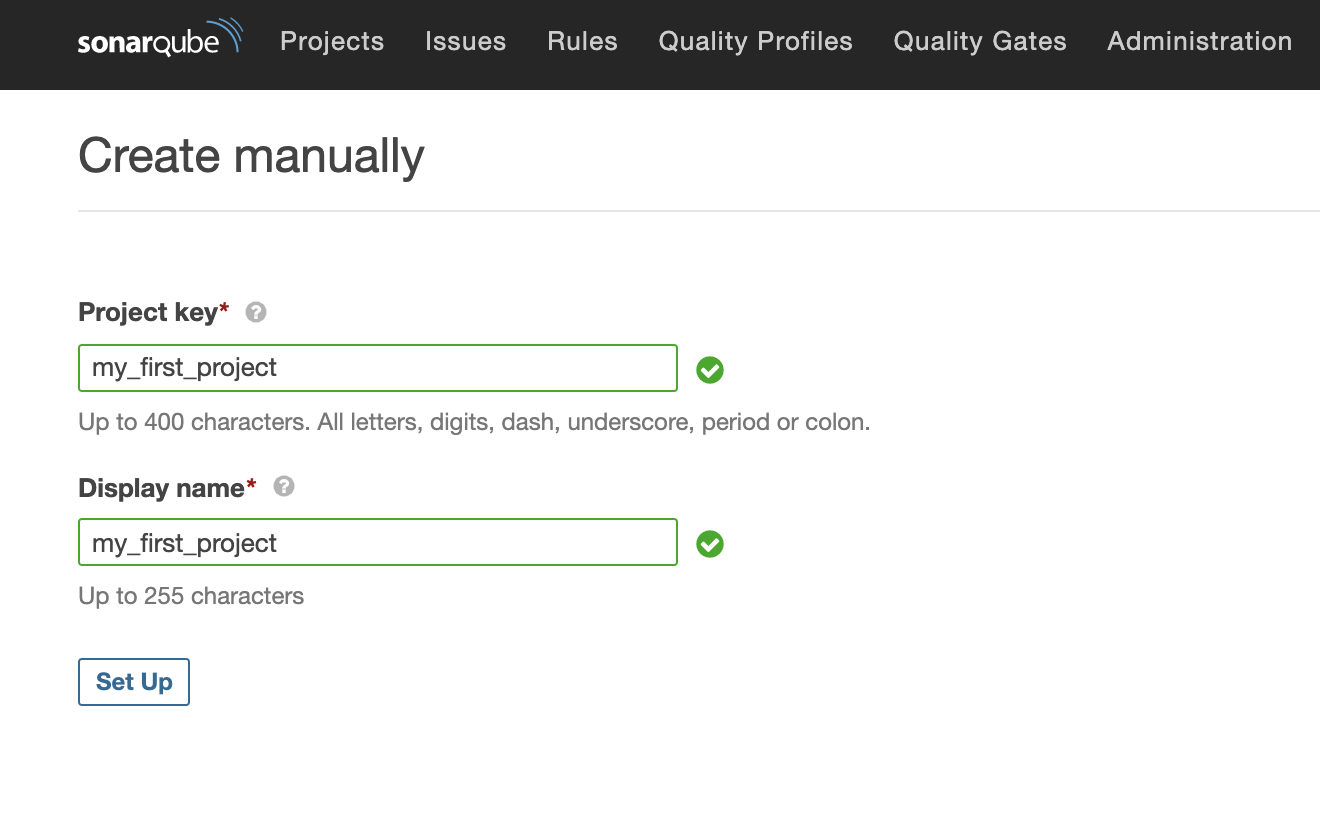 sonarqube Projects Issues Rules Quality Profiles Quality Gates Administration
Create manually
Project key* ?
my_first_project
Up to 400 characters. All letters, digits, dash, underscore, period or colon.
Display name* ?
my_first_project
Up to 255 characters
Set Up